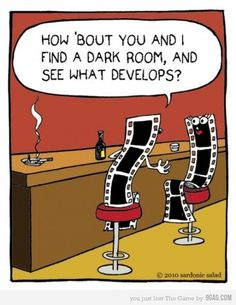 HOW 'BOUT YOU AND I
FIND A DARK ROOM, AND
SEE WHAT DEVELOPS?
© 2010 sardonic salad
you just lost The Game by 9GAG.COM